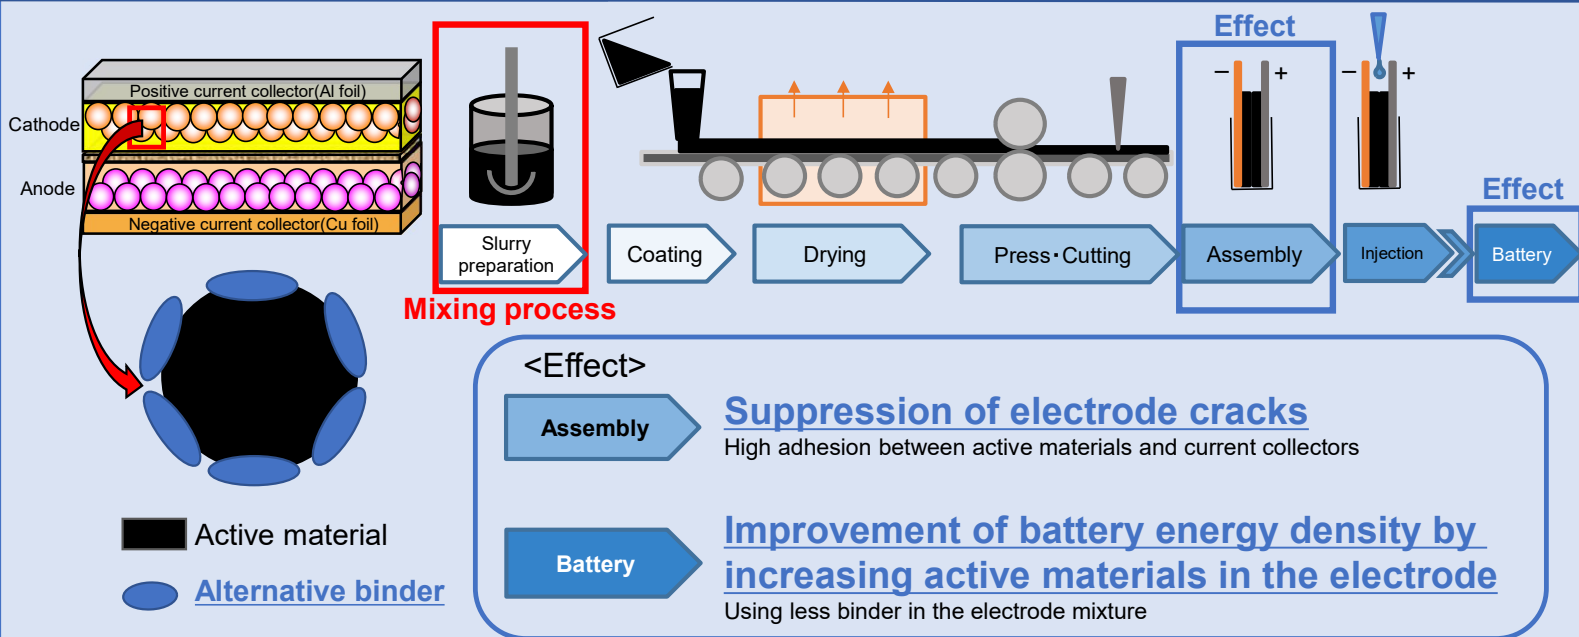 Positive current collector(Al foil)
Cathode
Anode
Negative current collector(Cu foil)
Active material
Alternative binder
Slurry
preparation
Mixing process
Coating
Drying
Press・Cutting
Effect
− +
Assembly
− +
Injection
Effect
Battery
<Effect>
Assembly
Suppression of electrode cracks
High adhesion between active materials and current collectors
Battery
Improvement of battery energy density by
increasing active materials in the electrode
Using less binder in the electrode mixture